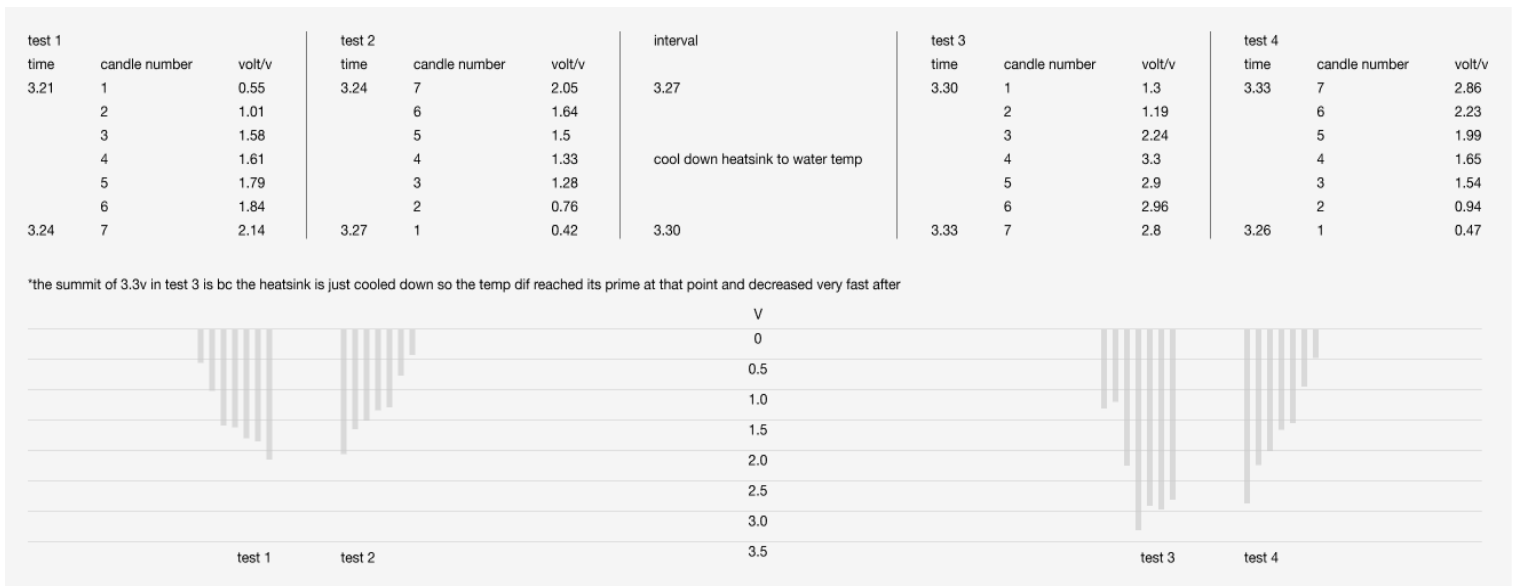 test 1 test 2 interval test 3 test 4
time candle number volt/v time candle number volt/v time candle number volt/v time candle number volt/v
3.21 1 0.55 3.24 7 2.05 3.27 3.30 1 1.3 3.33 7 2.86
2 1.01 6 1.64 2 1.19 6 2.23
3 1.58 5 1.5 3 2.24 5 1.99
4 1.61 4 1.33 cool down heatsink to water temp 4 3.3 4 1.65
5 1.79 3 1.28 5 2.9 3 1.54
6 1.84 2 0.76 6 2.96 2 0.94
3.24 7 2.14 3.27 1 0.42 3.30 3.33 7 2.8 3.26 1 0.47
*the summit of 3.3v in test 3 is bc the heatsink is just cooled down so the temp dif reached its prime at that point and decreased very fast after
V
0
0.5
1.0
1.5
2.0
2.5
3.0
3.5
test 1 test 2 test 3 test 4